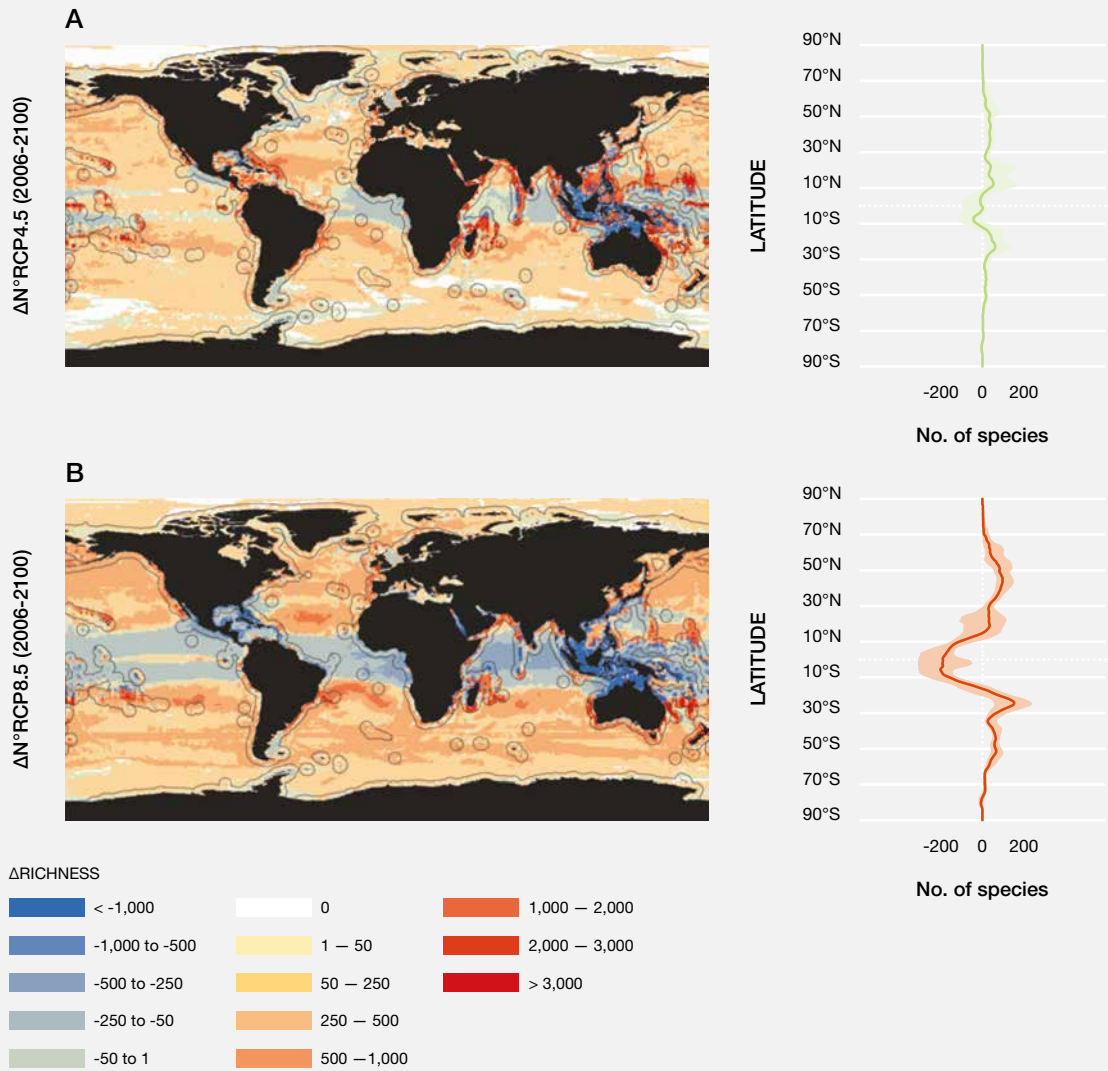 A
ΔN°RCP4.5 (2006-2100)
LATITUDE
90°N
70°N
50°N
30°N
10°N
10°S
30°S
50°S
70°S
90°S
-200 0 200
No. of species
B
ΔN°RCP8.5 (2006-2100)
LATITUDE
90°N
70°N
50°N
30°N
10°N
10°S
30°S
50°S
70°S
90°S
-200 0 200
No. of species
ΔRICHNESS
< -1,000
-1,000 to -500
-500 to -250
-250 to -50
-50 to 1
0
1 — 50
50 — 250
250 — 500
500 —1,000
1,000 — 2,000
2,000 — 3,000
> 3,000